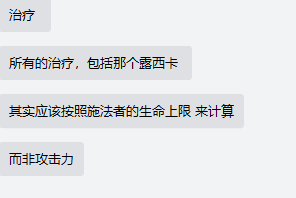 治疗
所有的治疗，包括那个露西卡
其实应该按照施法者的生命上限 来计算
而非攻击力